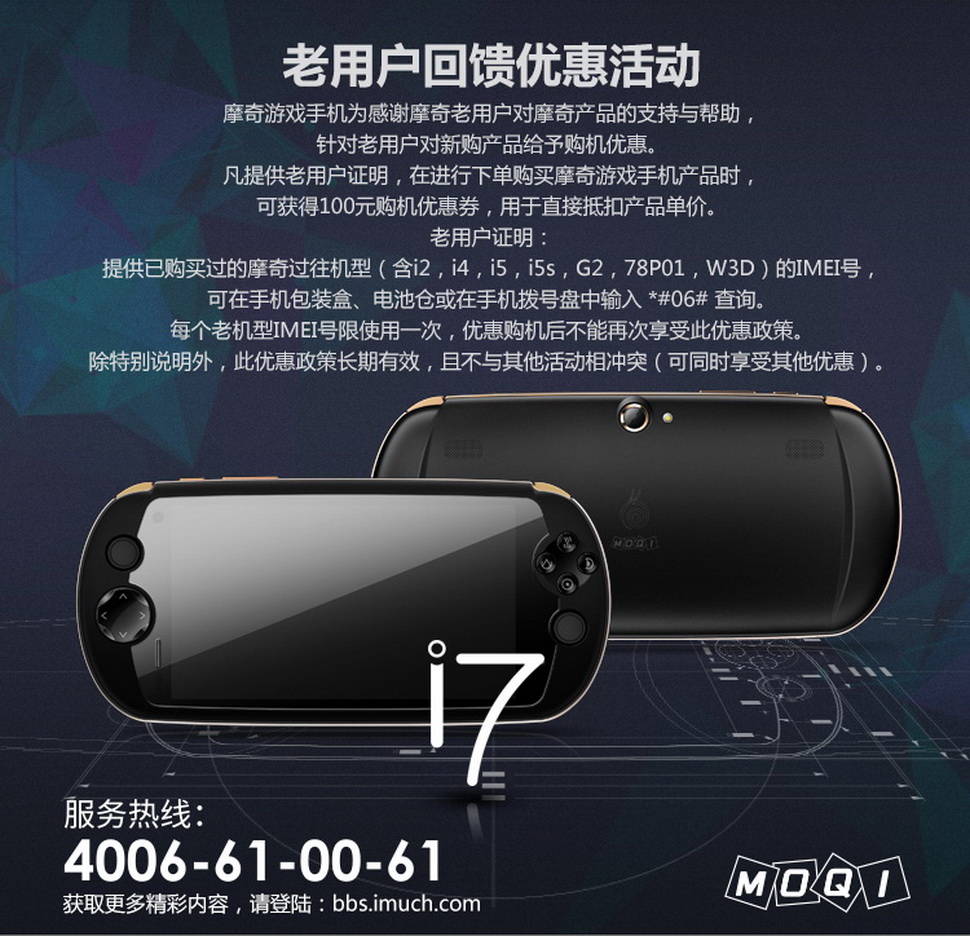 老用户回馈优惠活动
摩奇游戏手机为感谢摩奇老用户对摩奇产品的支持与帮助，
针对老用户对新购产品给予购机优惠。
凡提供老用户证明，在进行下单购买摩奇游戏手机产品时，
可获得100元购机优惠券，用于直接抵扣产品单价。
老用户证明：
提供已购买过的摩奇过往机型（含i2，i4，i5，i5s，G2，78P01，W3D）的IMEI号，
可在手机包装盒、电池仓或在手机拨号盘中输入 *#06# 查询。
每个老机型IMEI号限使用一次，优惠购机后不能再次享受此优惠政策。
除特别说明外，此优惠政策长期有效，且不与其他活动相冲突（可同时享受其他优惠）。
MOQI
i7
服务热线：
4006-61-00-61
获取更多精彩内容，请登陆：bbs.imuch.com
MOQI